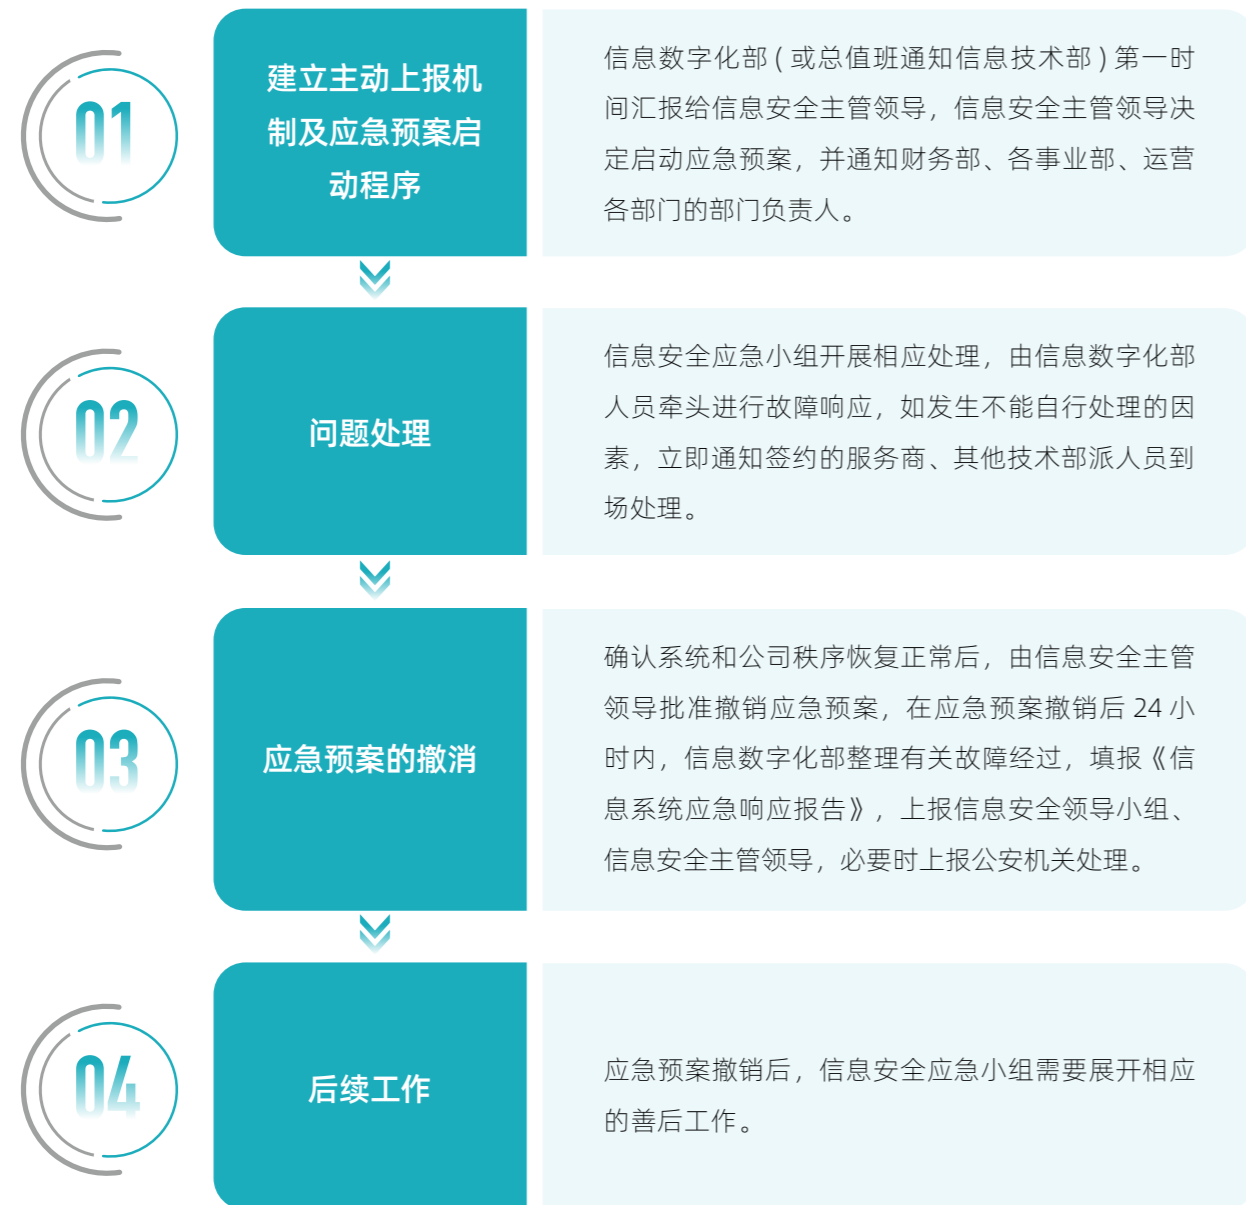 01
建立主动上报机
制及应急预案启
动程序
信息数字化部 ( 或总值班通知信息技术部 ) 第一时
间汇报给信息安全主管领导，信息安全主管领导决
定启动应急预案，并通知财务部、各事业部、运营
各部门的部门负责人。
02
问题处理
信息安全应急小组开展相应处理，由信息数字化部
人员牵头进行故障响应，如发生不能自行处理的因
素，立即通知签约的服务商、其他技术部派人员到
场处理。
03
应急预案的撤消
确认系统和公司秩序恢复正常后，由信息安全主管
领导批准撤销应急预案，在应急预案撤销后 24 小
时内，信息数字化部整理有关故障经过，填报《信
息系统应急响应报告》，上报信息安全领导小组、
信息安全主管领导，必要时上报公安机关处理。
04
后续工作
应急预案撤销后，信息安全应急小组需要展开相应
的善后工作。